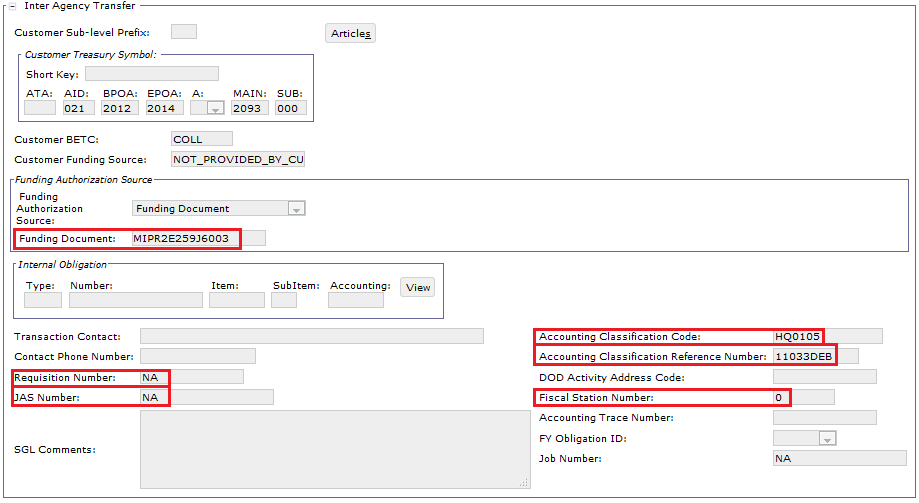 Inter Agency Transfer
Customer Sub-level Prefix:
Articles
Customer Treasury Symbol:
Short Key:
ATA: AID: BPOA: EPOA: A: MAIN: SUB:
021 2012 2014 2093 000
Customer BETC: COLL
Customer Funding Source: NOT_PROVIDED_BY_CU
Funding Authorization Source
Funding
Authorization
Source:
Funding Document
Funding Document: MIPR2E259J6003
Internal Obligation
Type: Number: Item: SubItem: Accounting:
View
Transaction Contact:
Contact Phone Number:
Requisition Number: NA
JAS Number: NA
SGL Comments:
Accounting Classification Code: HQ0105
Accounting Classification Reference Number: 11033DEB
DOD Activity Address Code:
Fiscal Station Number: 0
Accounting Trace Number:
FY Obligation ID:
Job Number: NA